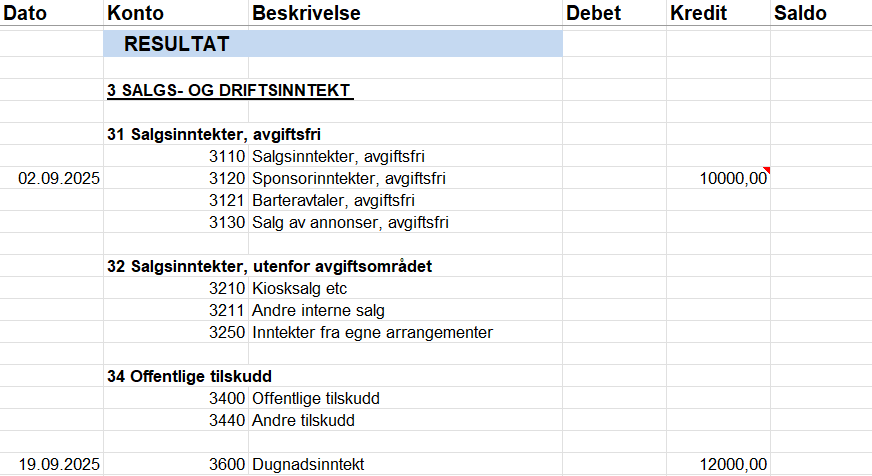 Dato Konto Beskrivelse Debet Kredit Saldo
RESULTAT
3 SALGS- OG DRIFTSINNTEKT
31 Salgsinntekter, avgiftsfri
3110 Salgsinntekter, avgiftsfri
02.09.2025 3120 Sponsorinntekter, avgiftsfri 10000,00
3121 Barteravtaler, avgiftsfri
3130 Salg av annonser, avgiftsfri
32 Salgsinntekter, utenfor avgiftsområdet
3210 Kiosksalg etc
3211 Andre interne salg
3250 Inntekter fra egne arrangementer
34 Offentlige tilskudd
3400 Offentlige tilskudd
3440 Andre tilskudd
19.09.2025 3600 Dugnadsinntekt 12000,00